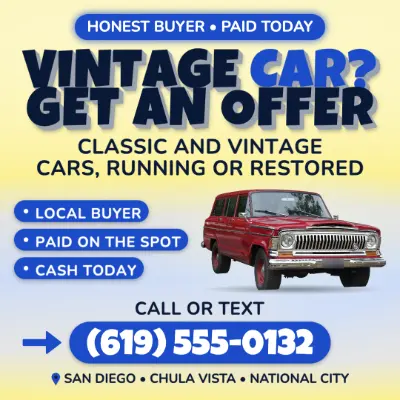 HONEST BUYER • PAID TODAY
VINTAGE CAR?
GET AN OFFER
CLASSIC AND VINTAGE
CARS, RUNNING OR RESTORED
• LOCAL BUYER
• PAID ON THE SPOT
• CASH TODAY
CALL OR TEXT
(619) 555-0132
SAN DIEGO • CHULA VISTA • NATIONAL CITY